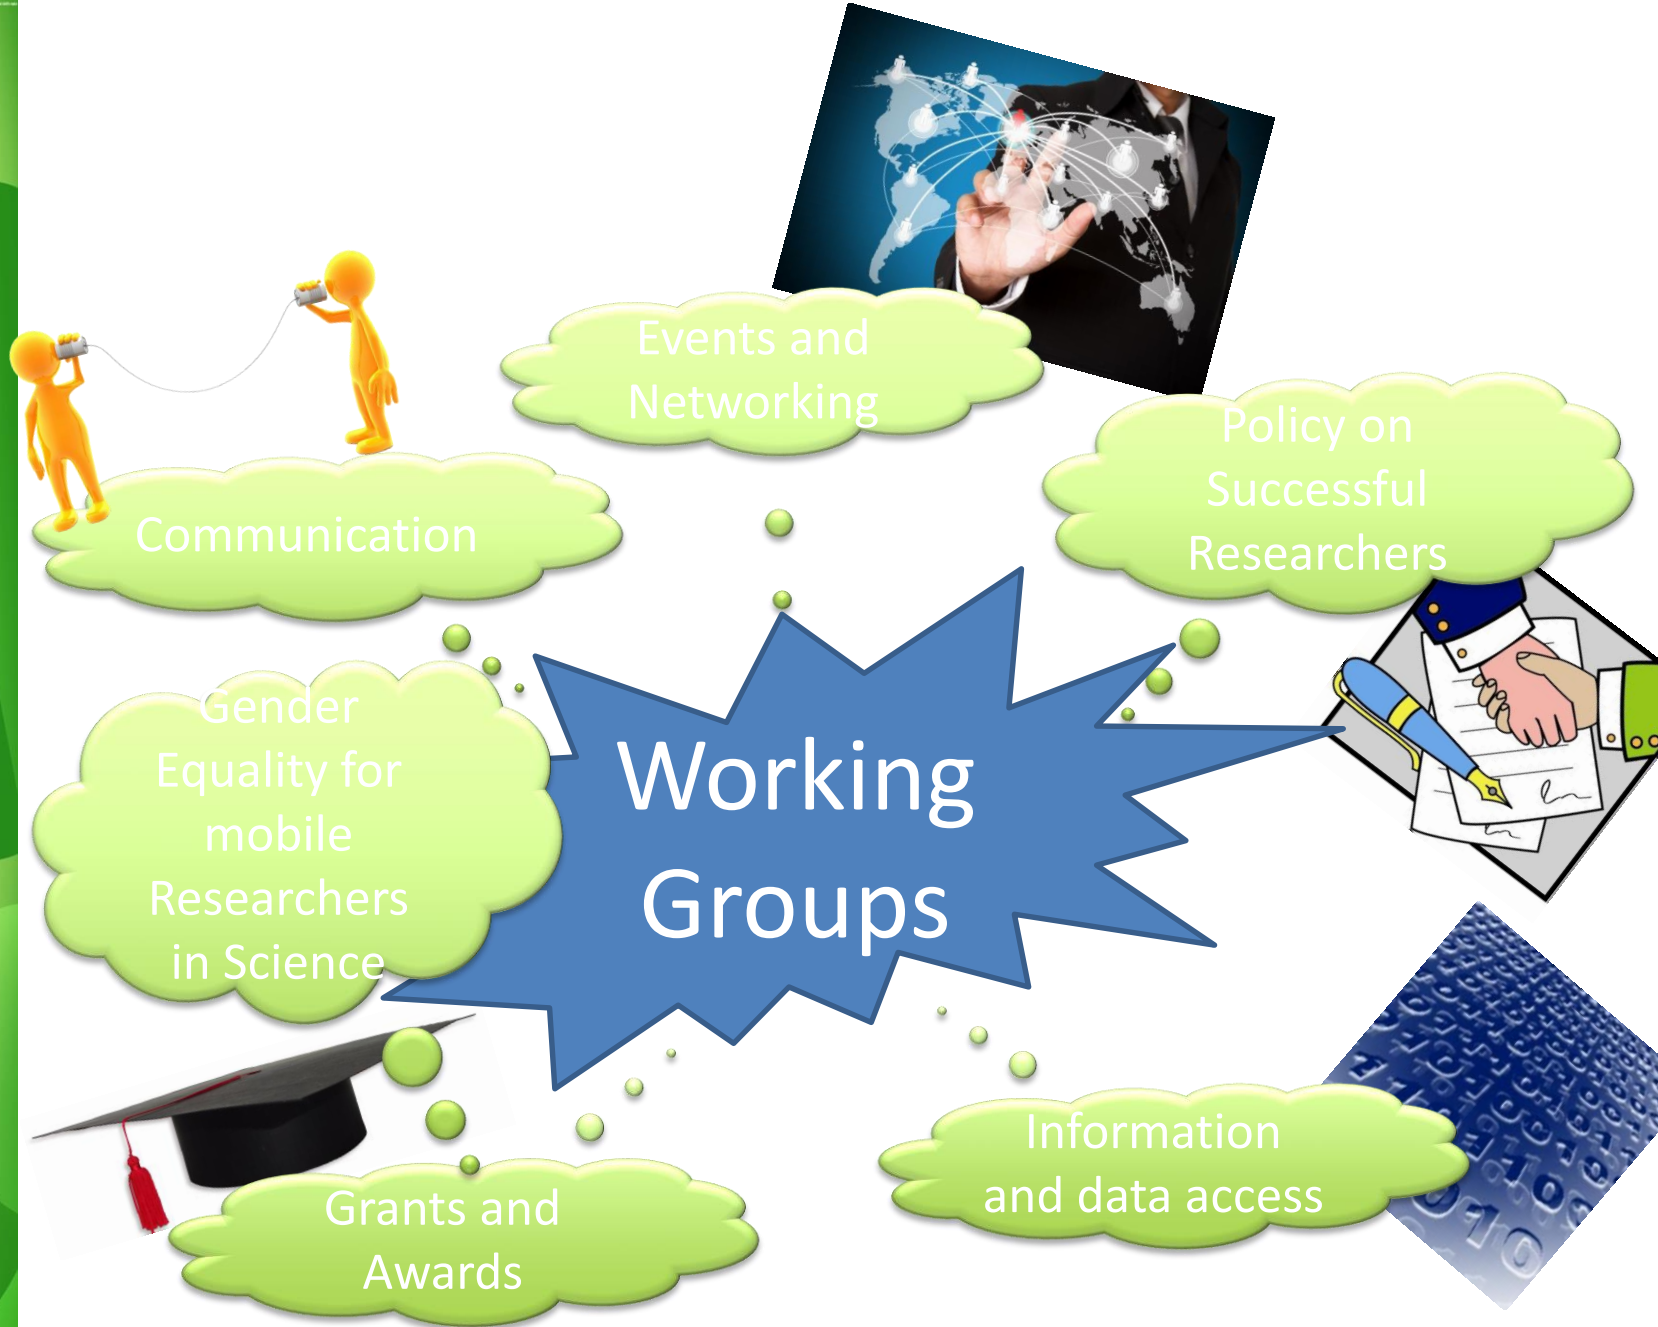 Events and
Networking
Policy on
Successful
Researchers
Communication
Gender
Equality for
mobile
Researchers
in Science
Working
Groups
Information
and data access
Grants and
Awards